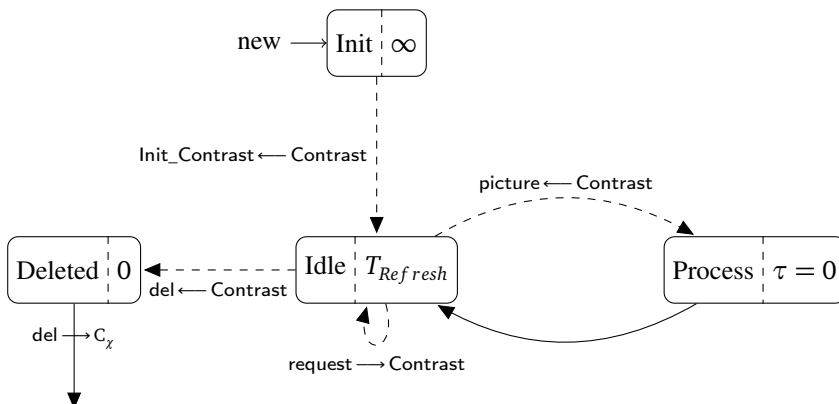 new → Init ∞
Init_Contrast ⟵ Contrast
picture ⟵ Contrast
Deleted 0
Idle T_Refresh
Process τ = 0
del ⟵ Contrast
del ⟶ C_χ
request ⟶ Contrast